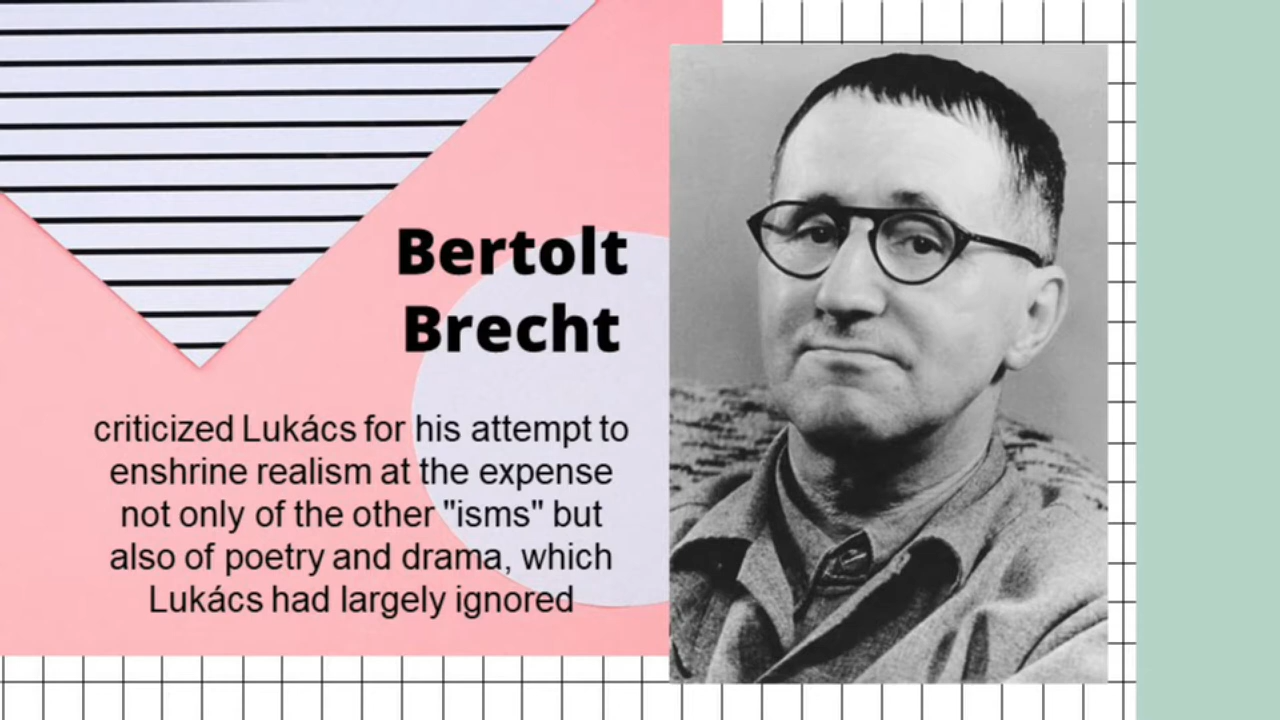 Bertolt
Brecht
criticized Lukács for his attempt to
enshrine realism at the expense
not only of the other "isms" but
also of poetry and drama, which
Lukács had largely ignored